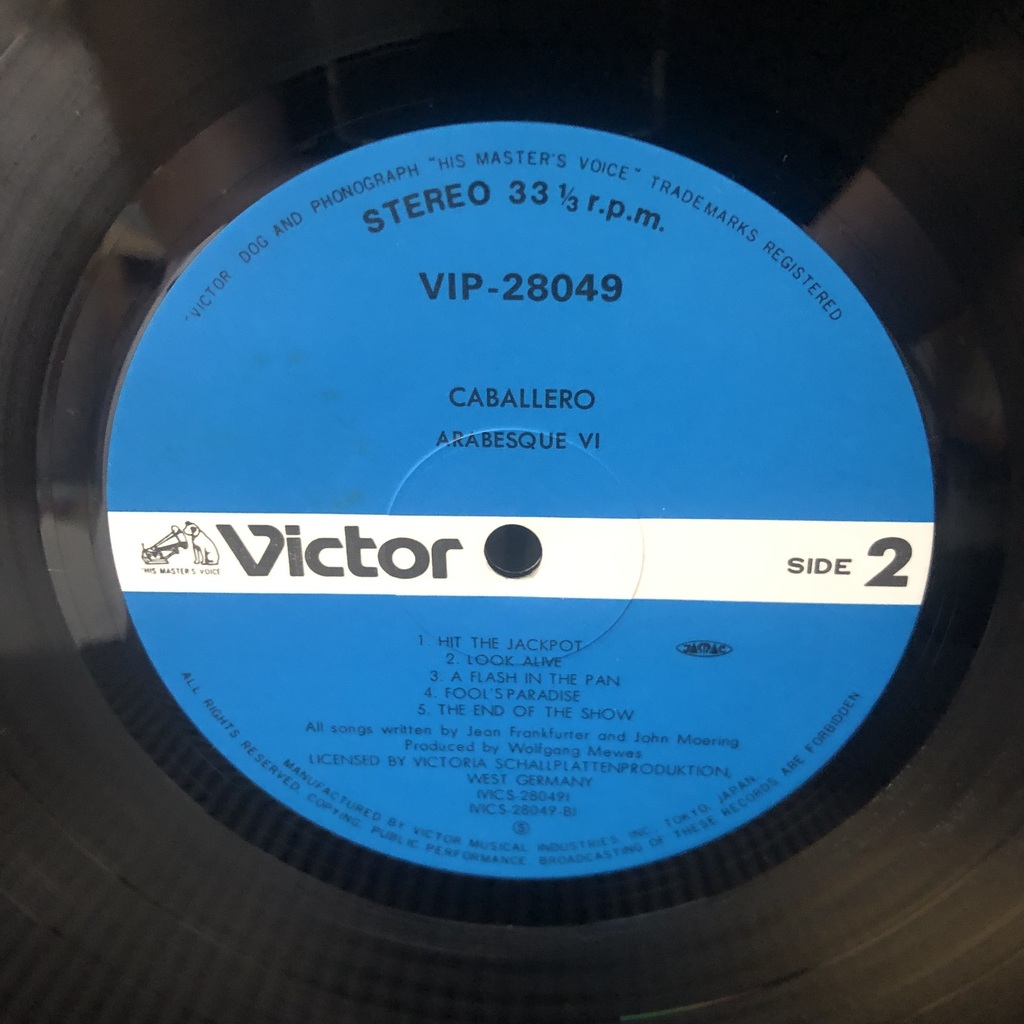 "VICTOR DOG AND PHONOGRAPH "HIS MASTER'S VOICE" TRADEMARKS REGISTERED
STEREO 33 1/3 r.p.m.
VIP-28049
CABALLERO
ARABESQUE VI
"HIS MASTER'S VOICE"
Victor
SIDE 2
1. HIT THE JACKPOT
JASRAC
2. LOOK ALIVE
3. A FLASH IN THE PAN
4. FOOL'S PARADISE
5. THE END OF THE SHOW
All songs written by Jean Frankfurter and John Moering
Produced by Wolfgang Mewes
LICENSED BY VICTORIA SCHALLPLATTENPRODUKTION,
WEST GERMANY
(VICS-28049)
(VICS-28049-B)
Ⓢ
MANUFACTURED BY VICTOR MUSICAL INDUSTRIES, INC. TOKYO, JAPAN
ALL RIGHTS RESERVED. COPYING, PUBLIC PERFORMANCE BROADCASTING OF THESE RECORDS ARE FORBIDDEN